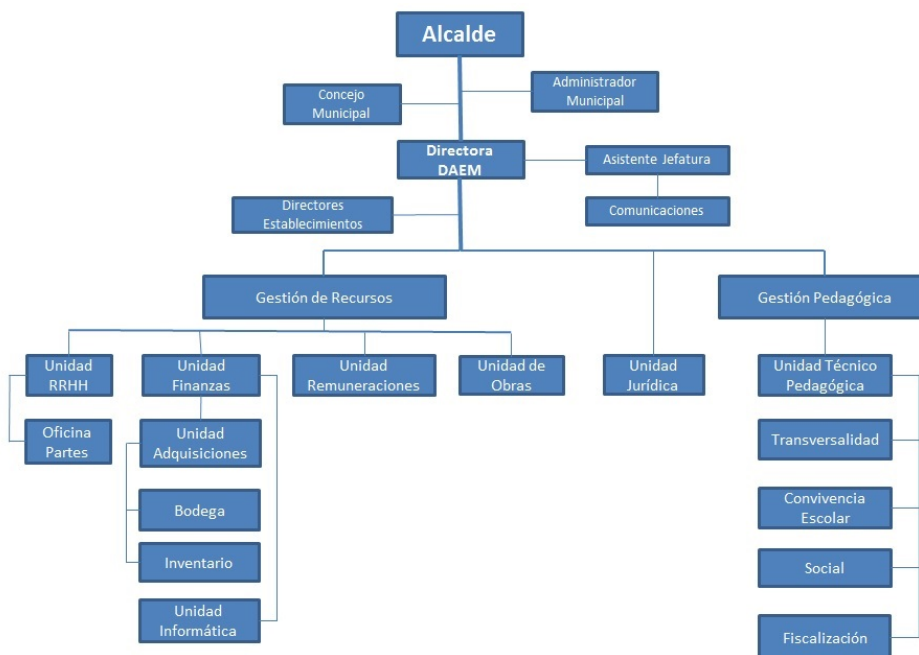 Alcalde
Concejo
Municipal
Administrador
Municipal
Directora
DAEM
Asistente Jefatura
Directores
Establecimientos
Comunicaciones
Gestión de Recursos
Gestión Pedagógica
Unidad
RRHH
Unidad
Finanzas
Unidad
Remuneraciones
Unidad de
Obras
Unidad
Jurídica
Unidad Técnico
Pedagógica
Oficina
Partes
Unidad
Adquisiciones
Transversalidad
Bodega
Convivencia
Escolar
Inventario
Social
Unidad
Informática
Fiscalización